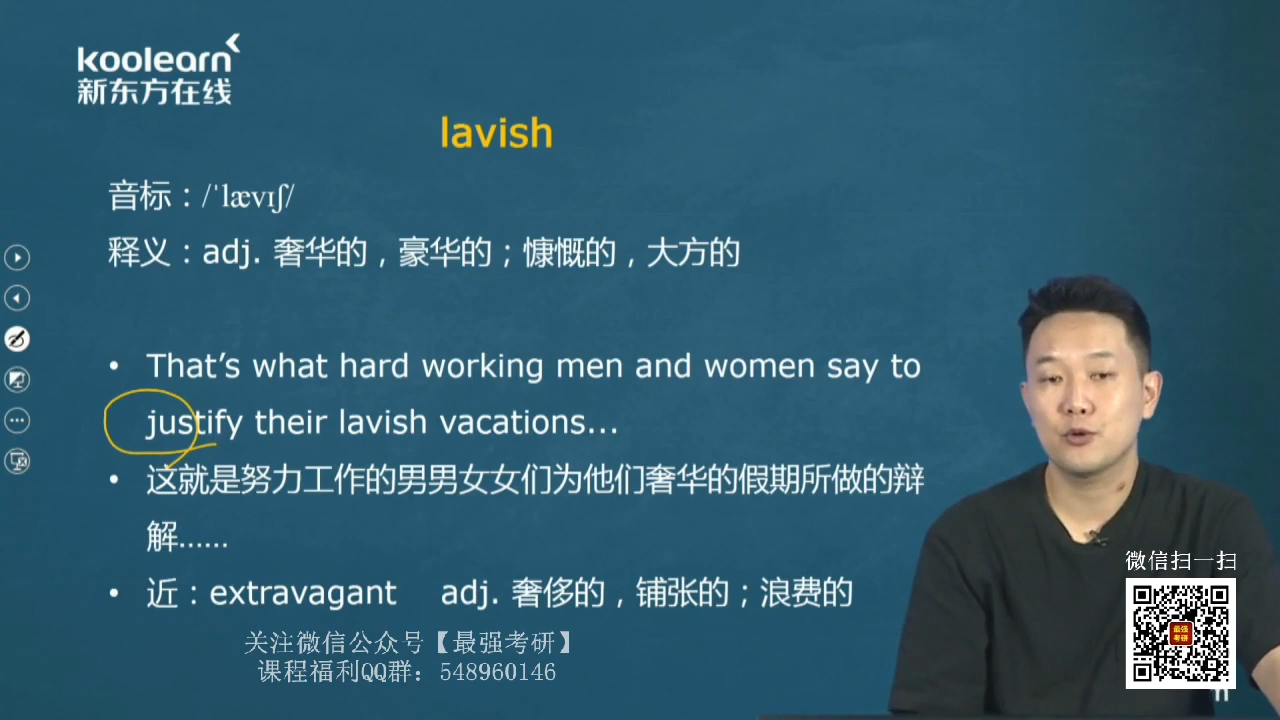 koolearn
新东方在线
lavish
音标：/ˈlævɪʃ/
释义：adj. 奢华的，豪华的；慷慨的，大方的
• That’s what hard working men and women say to
justify their lavish vacations...
• 这就是努力工作的男男女女们为他们奢华的假期所做的辩
解......
• 近：extravagant adj. 奢侈的，铺张的；浪费的
微信扫一扫
最强
考研
关注微信公众号【最强考研】
课程福利QQ群：548960146